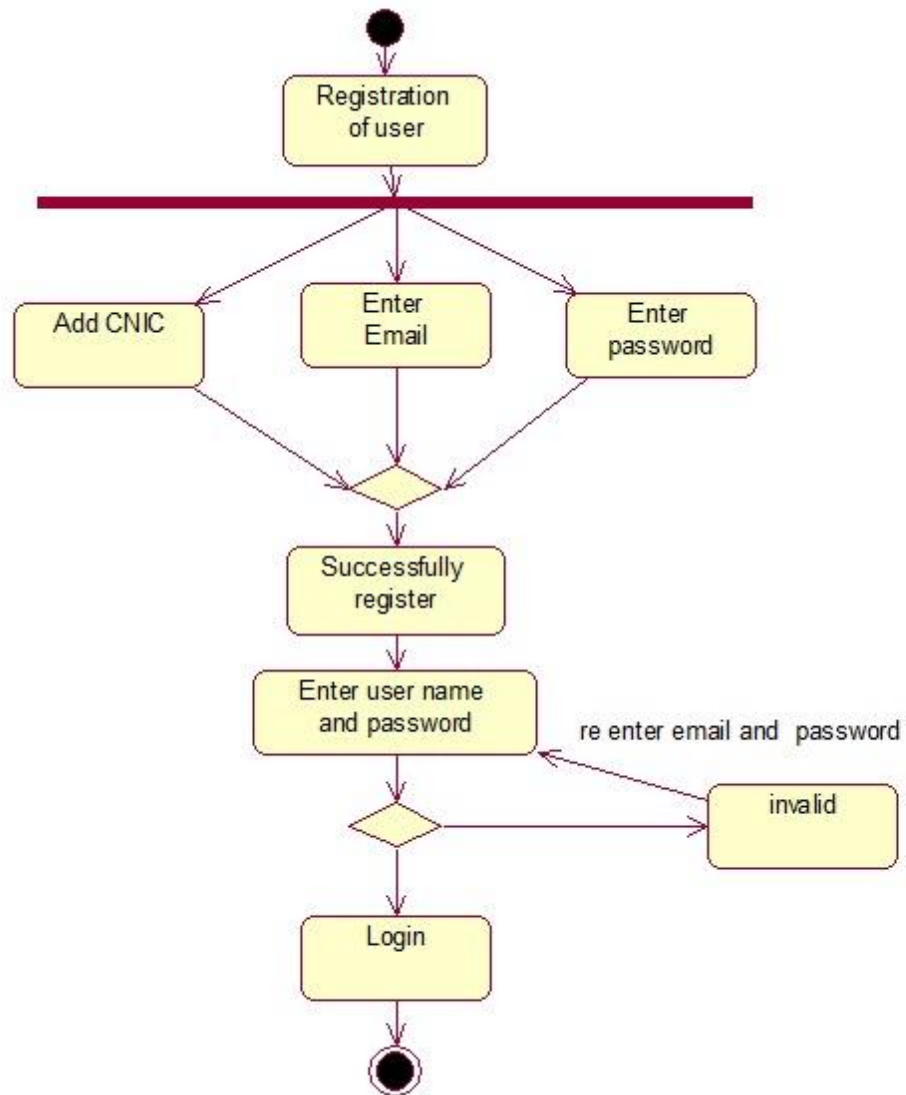 Registration
of user
Add CNIC
Enter
Email
Enter
password
Successfully
register
Enter user name
and password
re enter email and  password
invalid
Login